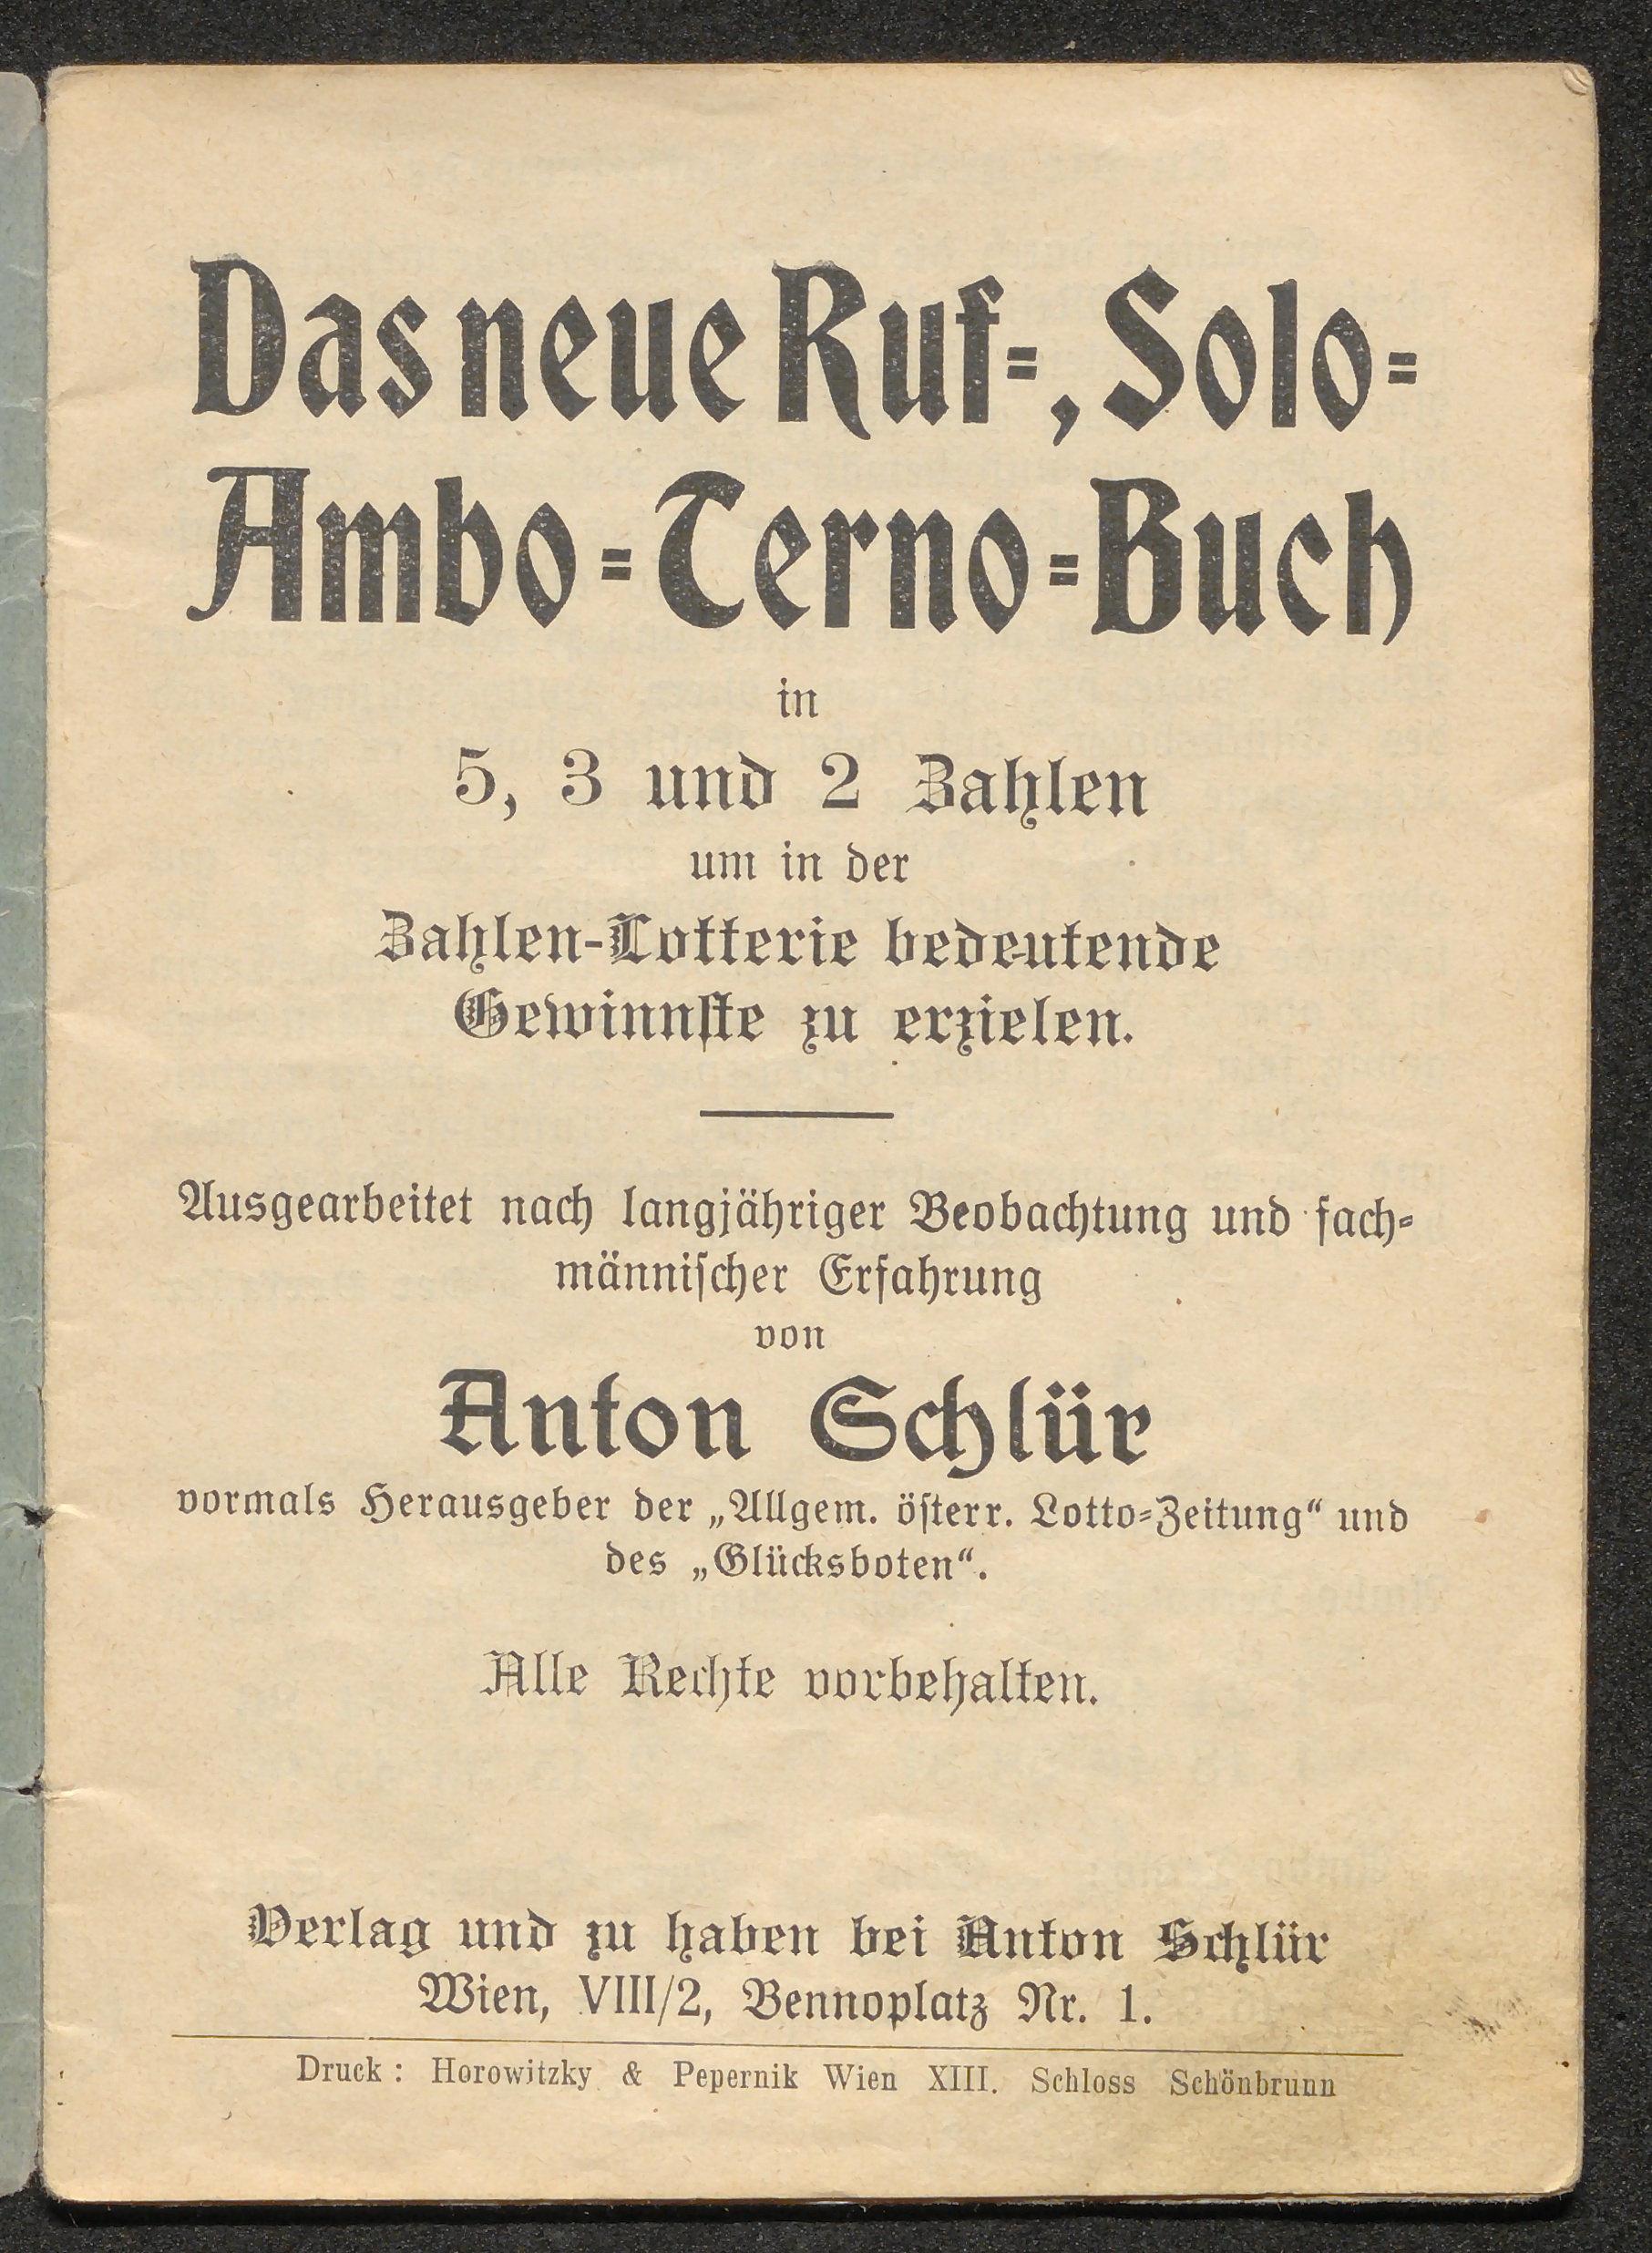 Das neue Ruf-, Solo-
Ambo-Terno-Buch
in
5, 3 und 2 Zahlen
um in der
Zahlen-Lotterie bedeutende
Gewinnste zu erzielen.
Ausgearbeitet nach langjähriger Beobachtung und fach-
männischer Erfahrung
von
Anton Schlür
vormals Herausgeber der „Allgem. österr. Lotto-Zeitung“ und
des „Glücksboten“.
Alle Rechte vorbehalten.
Verlag und zu haben bei Anton Schlür
Wien, VIII/2, Bennoplatz Nr. 1.
Druck: Horowitzky & Pepernik Wien XIII. Schloss Schönbrunn